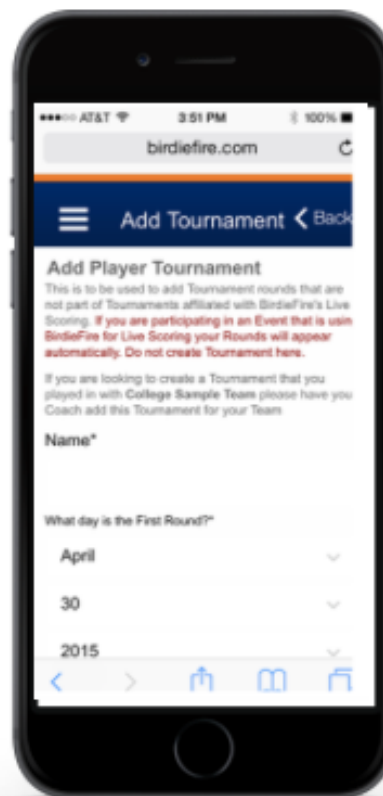 AT&T 3:51 PM 100%
birdiefire.com
Add Tournament Back
Add Player Tournament
This is to be used to add Tournament rounds that are
not part of Tournaments affiliated with BirdieFire's Live
Scoring. If you are participating in an Event that is usin
BirdieFire for Live Scoring your Rounds will appear
automatically. Do not create Tournament here.
If you are looking to create a Tournament that you
played in with College Sample Team please have you
Coach add this Tournament for your Team
Name*
What day is the First Round?*
April
30
2015